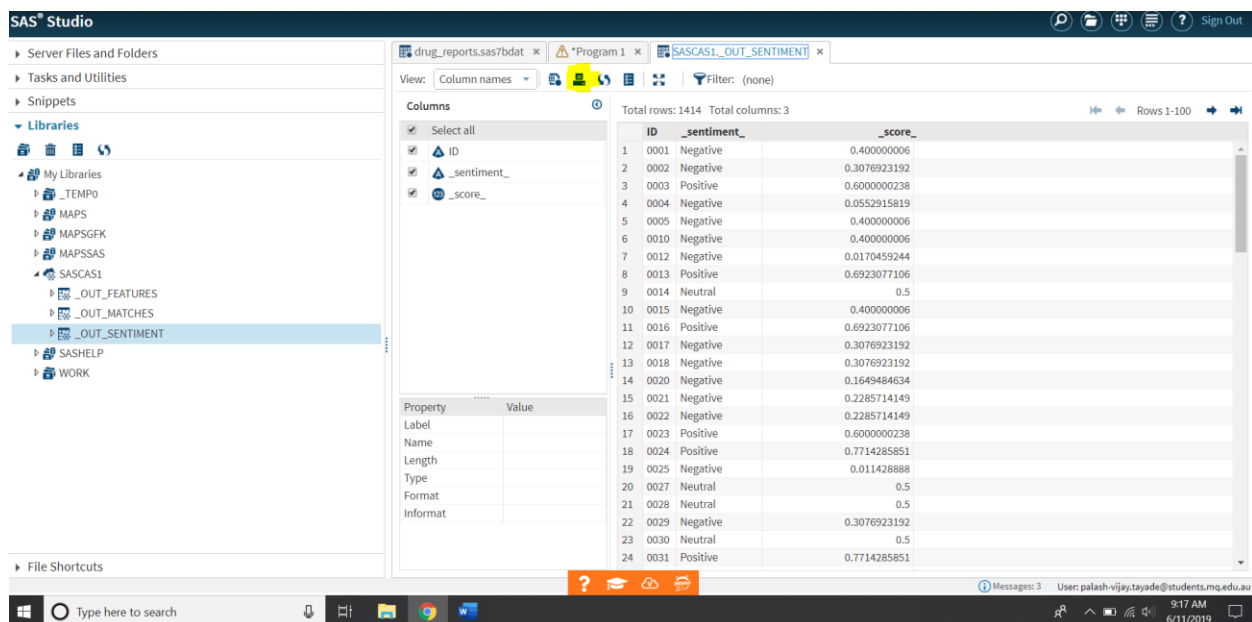 SAS® Studio
Sign Out
Server Files and Folders
Tasks and Utilities
Snippets
Libraries
My Libraries
_TEMP0
MAPS
MAPSGFK
MAPSSAS
SASCAS1
_OUT_FEATURES
_OUT_MATCHES
_OUT_SENTIMENT
SASHELP
WORK
File Shortcuts
drug_reports.sas7bdat × *Program 1 × SASCAS1._OUT_SENTIMENT ×
View: Column names Filter: (none)
Columns
Select all
ID
_sentiment_
_score_
Property Value
Label
Name
Length
Type
Format
Informat
Total rows: 1414 Total columns: 3 Rows 1-100
ID _sentiment_ _score_
1 0001 Negative 0.400000006
2 0002 Negative 0.3076923192
3 0003 Positive 0.6000000238
4 0004 Negative 0.0552915819
5 0005 Negative 0.400000006
6 0010 Negative 0.400000006
7 0012 Negative 0.0170459244
8 0013 Positive 0.6923077106
9 0014 Neutral 0.5
10 0015 Negative 0.400000006
11 0016 Positive 0.6923077106
12 0017 Negative 0.3076923192
13 0018 Negative 0.3076923192
14 0020 Negative 0.1649484634
15 0021 Negative 0.2285714149
16 0022 Negative 0.2285714149
17 0023 Positive 0.6000000238
18 0024 Positive 0.7714285851
19 0025 Negative 0.011428888
20 0027 Neutral 0.5
21 0028 Neutral 0.5
22 0029 Negative 0.3076923192
23 0030 Neutral 0.5
24 0031 Positive 0.7714285851
Messages: 3 User: palash-vijay.tayade@students.mq.edu.au
Type here to search
9:17 AM
6/11/2019